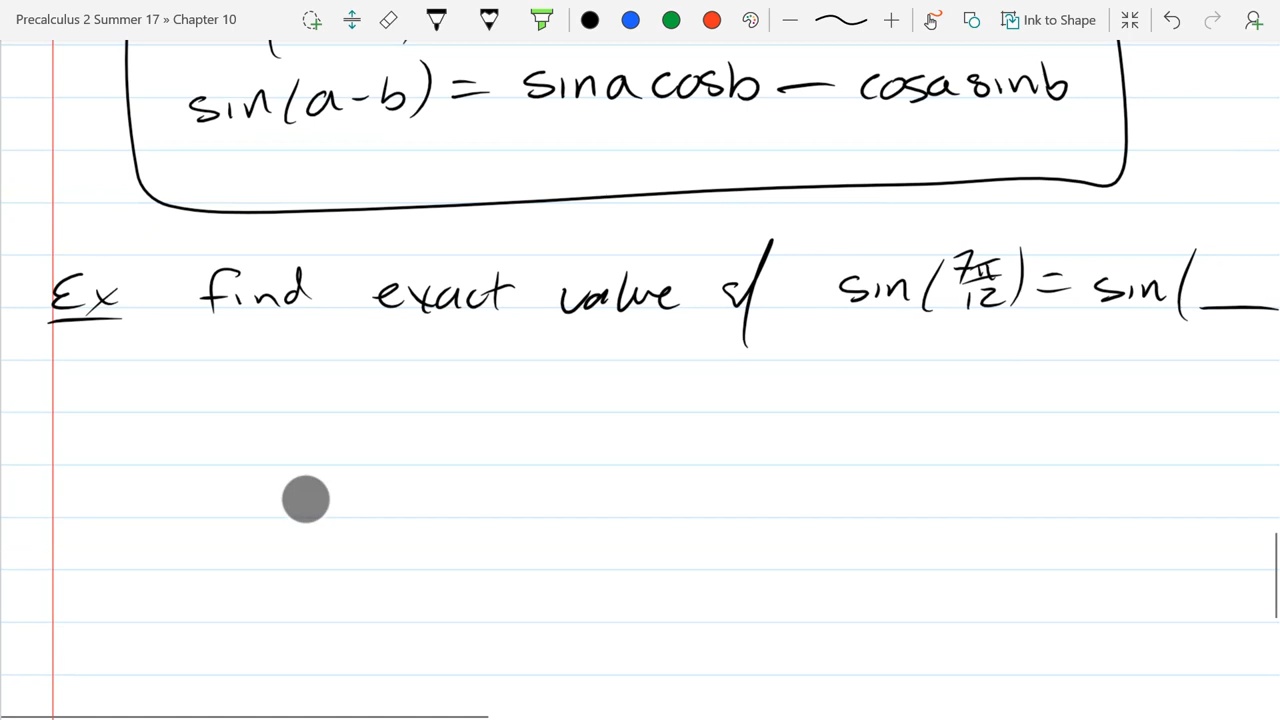 Precalculus 2 Summer 17 » Chapter 10
Ink to Shape
sin(a-b) = sina cosb - cosa sinb
Ex find exact value of sin(7π/12) = sin( ___